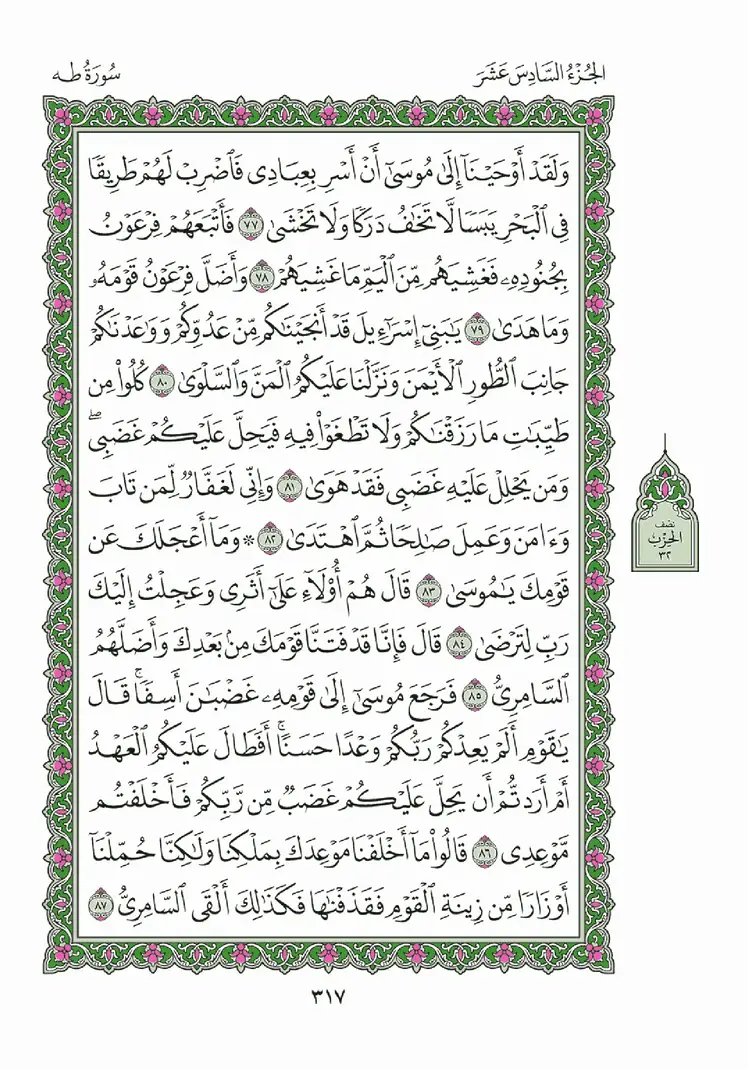 الجُزْءُ السَّادِسَ عَشَرَ
سُورَةُ طه
وَلَقَدْ أَوْحَيْنَآ إِلَىٰ مُوسَىٰٓ أَنْ أَسْرِ بِعِبَادِى فَٱضْرِبْ لَهُمْ طَرِيقًا
فِى ٱلْبَحْرِ يَبَسًا لَّا تَخَٰفُ دَرَكًا وَلَا تَخْشَىٰ ٧٧ فَأَتْبَعَهُمْ فِرْعَوْنُ
بِجُنُودِهِۦ فَغَشِيَهُم مِّنَ ٱلْيَمِّ مَا غَشِيَهُمْ ٧٨ وَأَضَلَّ فِرْعَوْنُ قَوْمَهُۥ
وَمَا هَدَىٰ ٧٩ يَٰبَنِىٓ إِسْرَٰٓءِيلَ قَدْ أَنجَيْنَٰكُم مِّنْ عَدُوِّكُمْ وَوَٰعَدْنَٰكُمْ
جَانِبَ ٱلطُّورِ ٱلْأَيْمَنَ وَنَزَّلْنَا عَلَيْكُمُ ٱلْمَنَّ وَٱلسَّلْوَىٰ ٨٠ كُلُوا۟ مِن
طَيِّبَٰتِ مَا رَزَقْنَٰكُمْ وَلَا تَطْغَوْا۟ فِيهِ فَيَحِلَّ عَلَيْكُمْ غَضَبِى ۖ
وَمَن يَحْلِلْ عَلَيْهِ غَضَبِى فَقَدْ هَوَىٰ ٨١ وَإِنِّى لَغَفَّارٌ لِّمَن تَابَ
وَءَامَنَ وَعَمِلَ صَٰلِحًا ثُمَّ ٱهْتَدَىٰ ٨٢ ۞ وَمَآ أَعْجَلَكَ عَن
قَوْمِكَ يَٰمُوسَىٰ ٨٣ قَالَ هُمْ أُو۟لَآءِ عَلَىٰٓ أَثَرِى وَعَجِلْتُ إِلَيْكَ
رَبِّ لِتَرْضَىٰ ٨٤ قَالَ فَإِنَّا قَدْ فَتَنَّا قَوْمَكَ مِنۢ بَعْدِكَ وَأَضَلَّهُمُ
ٱلسَّامِرِىُّ ٨٥ فَرَجَعَ مُوسَىٰٓ إِلَىٰ قَوْمِهِۦ غَضْبَٰنَ أَسِفًا ۚ قَالَ
يَٰقَوْمِ أَلَمْ يَعِدْكُمْ رَبُّكُمْ وَعْدًا حَسَنًا ۚ أَفَطَالَ عَلَيْكُمُ ٱلْعَهْدُ
أَمْ أَرَدتُّمْ أَن يَحِلَّ عَلَيْكُمْ غَضَبٌ مِّن رَّبِّكُمْ فَأَخْلَفْتُم
مَّوْعِدِى ٨٦ قَالُوا۟ مَآ أَخْلَفْنَا مَوْعِدَكَ بِمَلْكِنَا وَلَٰكِنَّا حُمِّلْنَآ
أَوْزَارًا مِّن زِينَةِ ٱلْقَوْمِ فَقَذَفْنَٰهَا فَكَذَٰلِكَ أَلْقَى ٱلسَّامِرِىُّ ٨٧
نصف
الحِزْب
٣٢
٣١٧